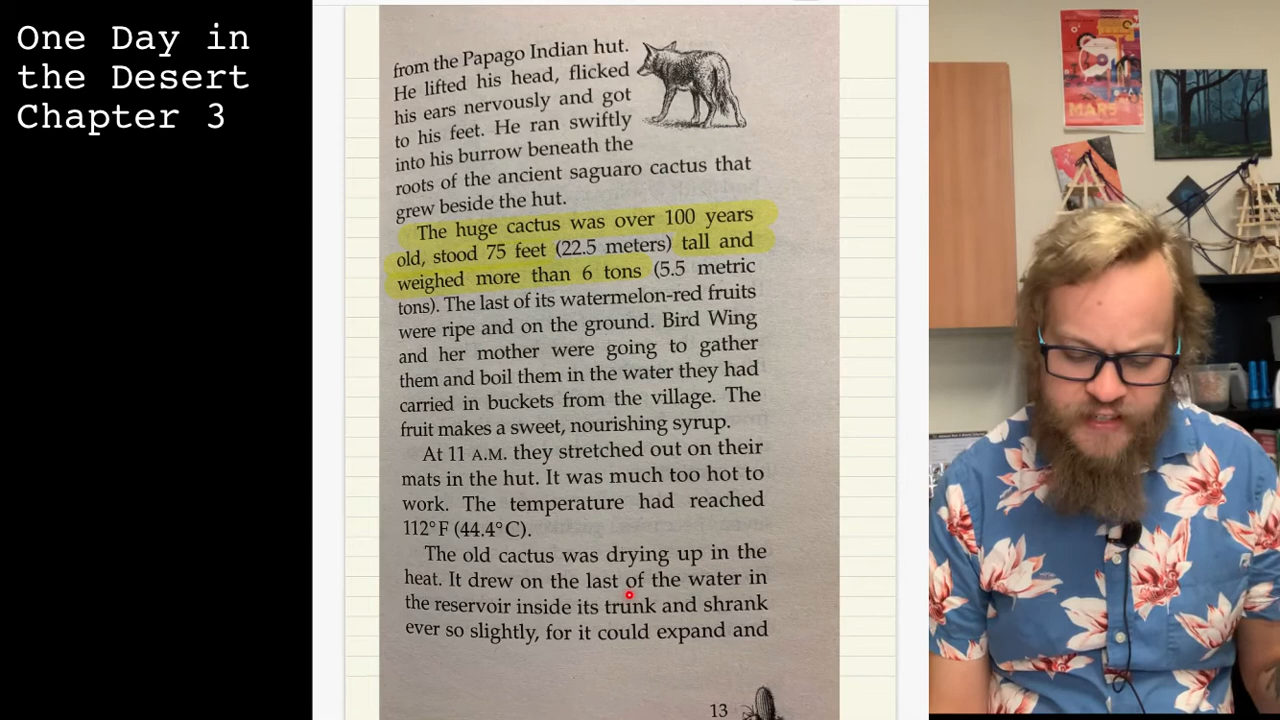 One Day in
the Desert
Chapter 3
from the Papago Indian hut.
He lifted his head, flicked
his ears nervously and got
to his feet. He ran swiftly
into his burrow beneath the
roots of the ancient saguaro cactus that
grew beside the hut.
The huge cactus was over 100 years
old, stood 75 feet (22.5 meters) tall and
weighed more than 6 tons (5.5 metric
tons). The last of its watermelon-red fruits
were ripe and on the ground. Bird Wing
and her mother were going to gather
them and boil them in the water they had
carried in buckets from the village. The
fruit makes a sweet, nourishing syrup.
At 11 A.M. they stretched out on their
mats in the hut. It was much too hot to
work. The temperature had reached
112° F (44.4° C).
The old cactus was drying up in the
heat. It drew on the last of the water in
the reservoir inside its trunk and shrank
ever so slightly, for it could expand and
13
MARS